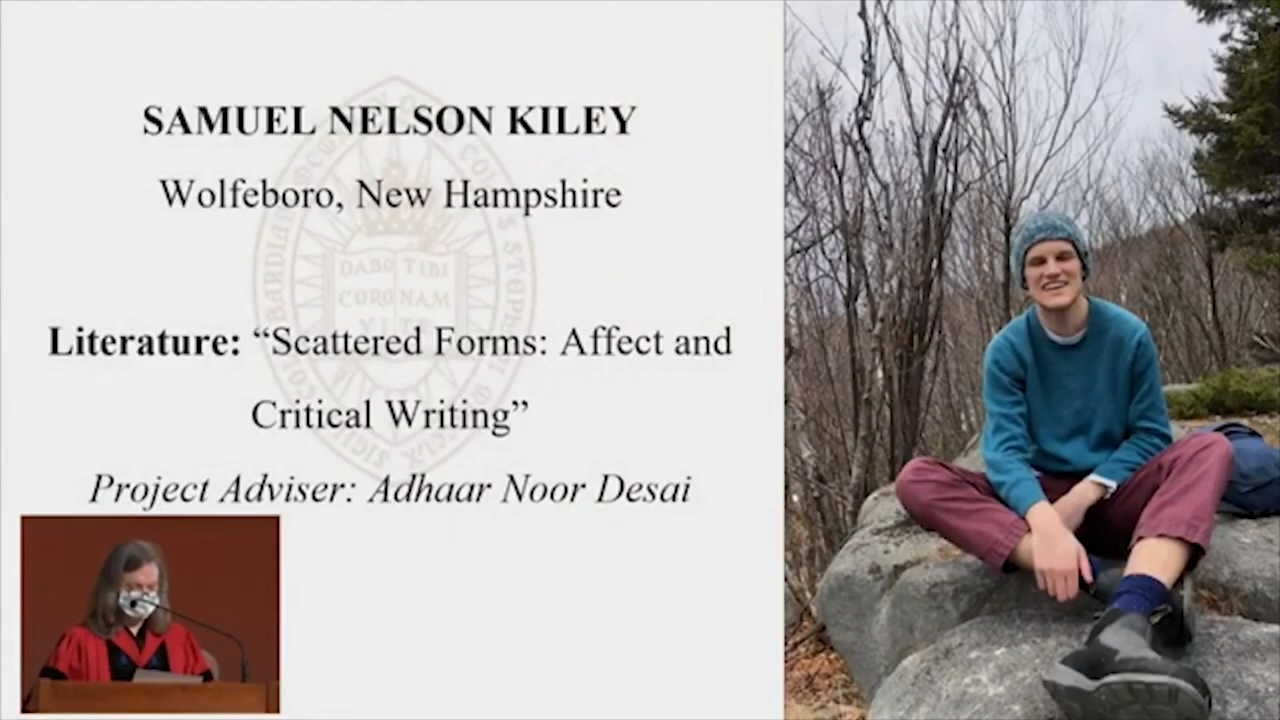 SAMUEL NELSON KILEY
Wolfeboro, New Hampshire
DABO TIBI
CORONAM
VITÆ
Literature: “Scattered Forms: Affect and
Critical Writing”
Project Adviser: Adhaar Noor Desai